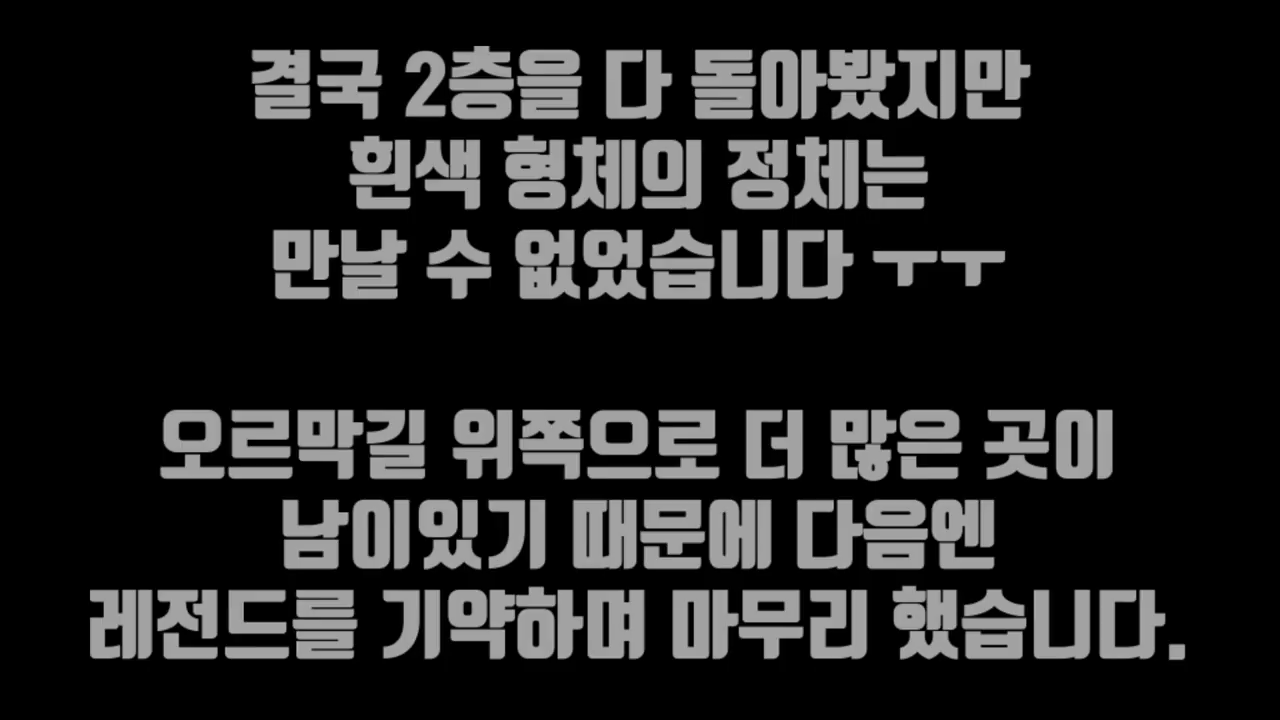 결국 2층을 다 돌아봤지만
흰색 형체의 정체는
만날 수 없었습니다 ㅜㅜ
오르막길 위쪽으로 더 많은 곳이
남이있기 때문에 다음엔
레전드를 기약하며 마무리 했습니다.